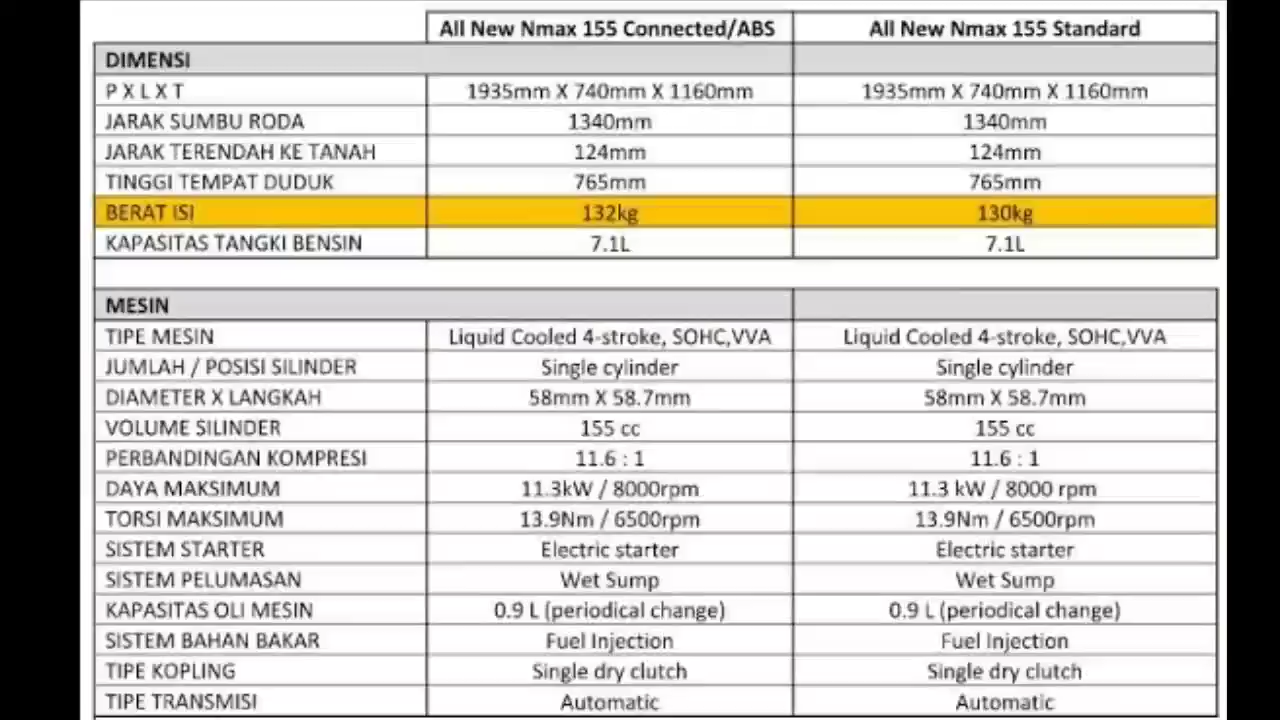 All New Nmax 155 Connected/ABS All New Nmax 155 Standard
DIMENSI
P X L X T 1935mm X 740mm X 1160mm 1935mm X 740mm X 1160mm
JARAK SUMBU RODA 1340mm 1340mm
JARAK TERENDAH KE TANAH 124mm 124mm
TINGGI TEMPAT DUDUK 765mm 765mm
BERAT ISI 132kg 130kg
KAPASITAS TANGKI BENSIN 7.1L 7.1L
MESIN
TIPE MESIN Liquid Cooled 4-stroke, SOHC,VVA Liquid Cooled 4-stroke, SOHC,VVA
JUMLAH / POSISI SILINDER Single cylinder Single cylinder
DIAMETER X LANGKAH 58mm X 58.7mm 58mm X 58.7mm
VOLUME SILINDER 155 cc 155 cc
PERBANDINGAN KOMPRESI 11.6 : 1 11.6 : 1
DAYA MAKSIMUM 11.3kW / 8000rpm 11.3 kW / 8000 rpm
TORSI MAKSIMUM 13.9Nm / 6500rpm 13.9Nm / 6500rpm
SISTEM STARTER Electric starter Electric starter
SISTEM PELUMASAN Wet Sump Wet Sump
KAPASITAS OLI MESIN 0.9 L (periodical change) 0.9 L (periodical change)
SISTEM BAHAN BAKAR Fuel Injection Fuel Injection
TIPE KOPLING Single dry clutch Single dry clutch
TIPE TRANSMISI Automatic Automatic